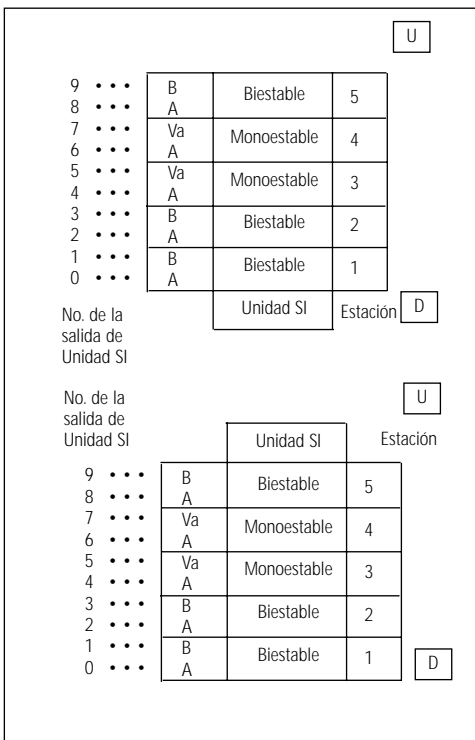 U
9 • • • B Biestable 5
8 • • • A
7 • • • Va Monoestable 4
6 • • • A
5 • • • Va Monoestable 3
4 • • • A
3 • • • B Biestable 2
2 • • • A
1 • • • B Biestable 1
0 • • • A
No. de la
salida de
Unidad SI
Unidad SI Estación D
No. de la
salida de
Unidad SI
U
Unidad SI Estación
9 • • • B Biestable 5
8 • • • A
7 • • • Va Monoestable 4
6 • • • A
5 • • • Va Monoestable 3
4 • • • A
3 • • • B Biestable 2
2 • • • A
1 • • • B Biestable 1 D
0 • • • A